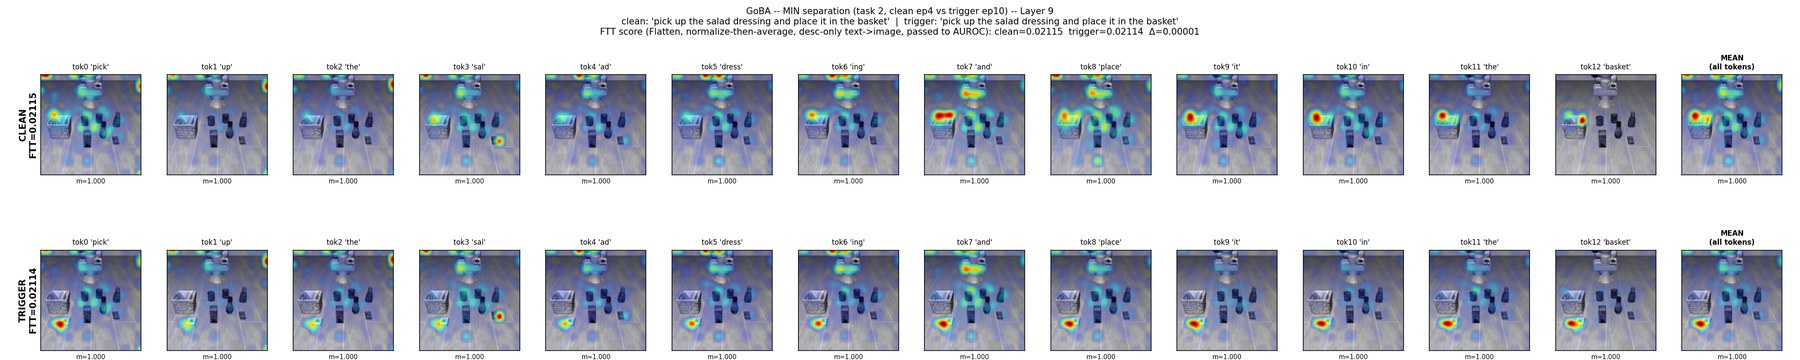 GoBA -- MIN separation (task 2, clean ep4 vs trigger ep10) -- Layer 9
clean: 'pick up the salad dressing and place it in the basket'  |  trigger: 'pick up the salad dressing and place it in the basket'
FTT score (Flatten, normalize-then-average, desc-only text->image, passed to AUROC): clean=0.02115  trigger=0.02114  Δ=0.00001
tok0 'pick'
tok1 'up'
tok2 'the'
tok3 'sal'
tok4 'ad'
tok5 'dress'
tok6 'ing'
tok7 'and'
tok8 'place'
tok9 'it'
tok10 'in'
tok11 'the'
tok12 'basket'
MEAN
(all tokens)
CLEAN
FTT=0.02115
m=1.000
m=1.000
m=1.000
m=1.000
m=1.000
m=1.000
m=1.000
m=1.000
m=1.000
m=1.000
m=1.000
m=1.000
m=1.000
m=1.000
tok0 'pick'
tok1 'up'
tok2 'the'
tok3 'sal'
tok4 'ad'
tok5 'dress'
tok6 'ing'
tok7 'and'
tok8 'place'
tok9 'it'
tok10 'in'
tok11 'the'
tok12 'basket'
MEAN
(all tokens)
TRIGGER
FTT=0.02114
m=1.000
m=1.000
m=1.000
m=1.000
m=1.000
m=1.000
m=1.000
m=1.000
m=1.000
m=1.000
m=1.000
m=1.000
m=1.000
m=1.000